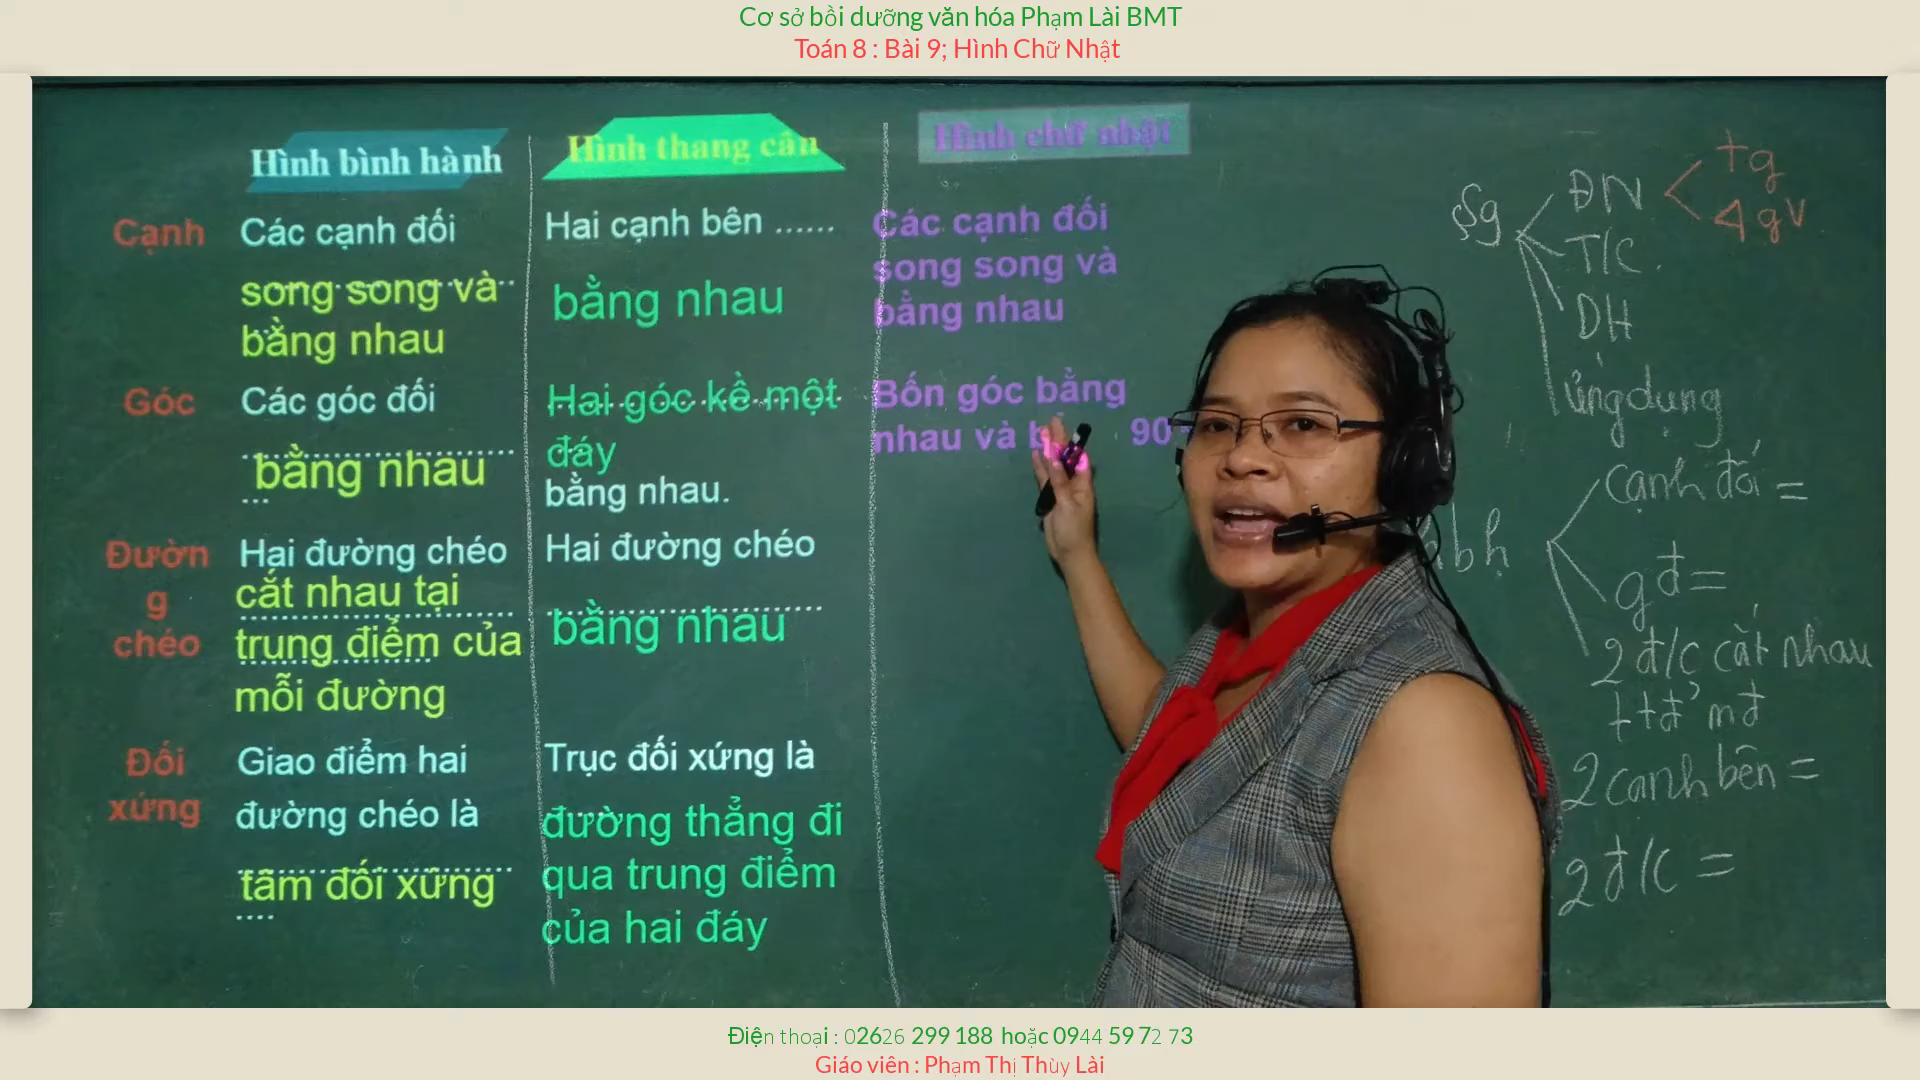 Cơ sở bồi dưỡng văn hóa Phạm Lài BMT
Toán 8 : Bài 9; Hình Chữ Nhật
Hình bình hành
Hình thang cân
Hình chữ nhật
Cạnh
Các cạnh đối
song song và
bằng nhau
Hai cạnh bên ......
bằng nhau
Các cạnh đối
song song và
bằng nhau
Góc
Các góc đối
bằng nhau
Hai góc kề một
đáy
bằng nhau.
Bốn góc bằng
nhau và 90
Đườn
g
chéo
Hai đường chéo
cắt nhau tại
trung điểm của
mỗi đường
Hai đường chéo
bằng nhau
Đối
xứng
Giao điểm hai
đường chéo là
tâm đối xứng
Trục đối xứng là
đường thẳng đi
qua trung điểm
của hai đáy
ĐN
tg
4 gV
T/C
DH
ứng dụng
hbh
cạnh đối =
gđ =
2 đ/c cắt nhau
t tđ' mđ
2 cạnh bên =
2 đ/c =
Điện thoại : 02626 299 188 hoặc 0944 59 72 73
Giáo viên : Phạm Thị Thùy Lài